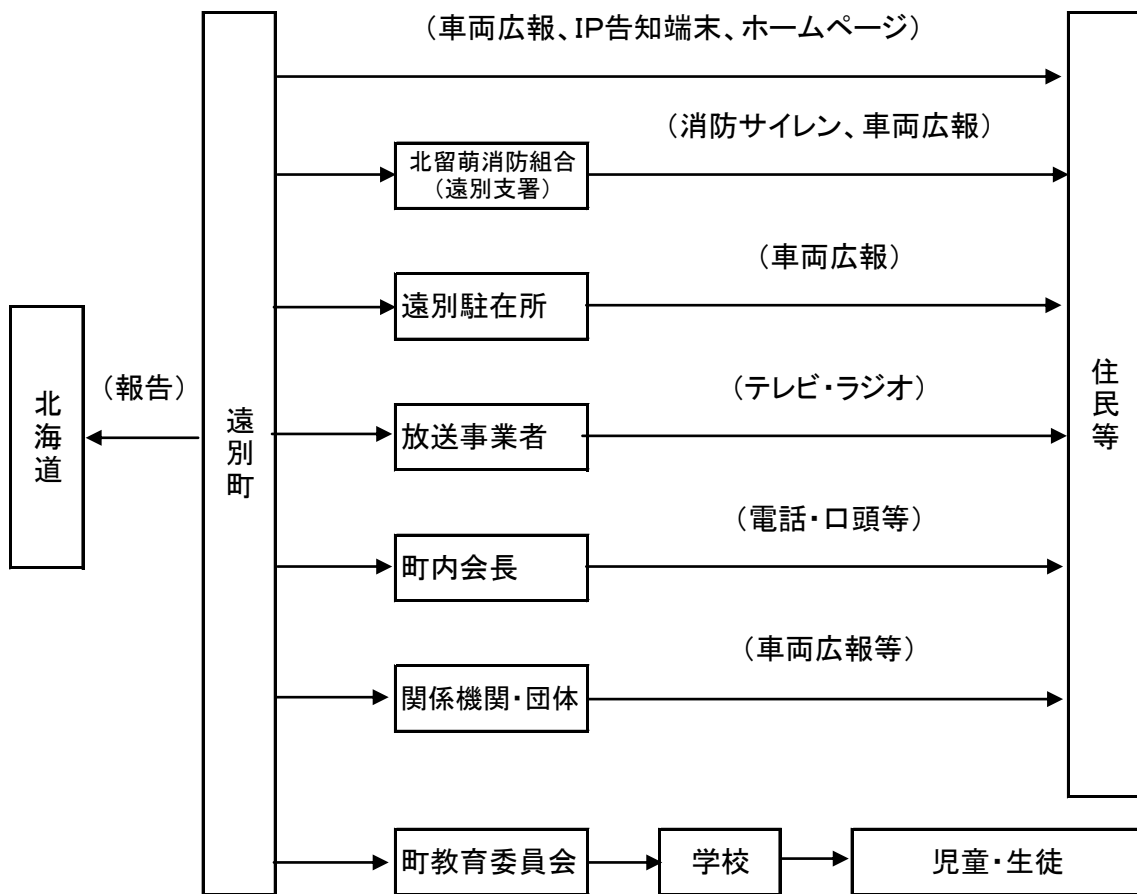 （車両広報、IP告知端末、ホームページ）
（消防サイレン、車両広報）
北留萌消防組合
（遠別支署）
（車両広報）
遠別駐在所
（報告）
（テレビ・ラジオ）
北海道
遠別町
放送事業者
住民等
（電話・口頭等）
町内会長
（車両広報等）
関係機関・団体
町教育委員会
学校
児童・生徒